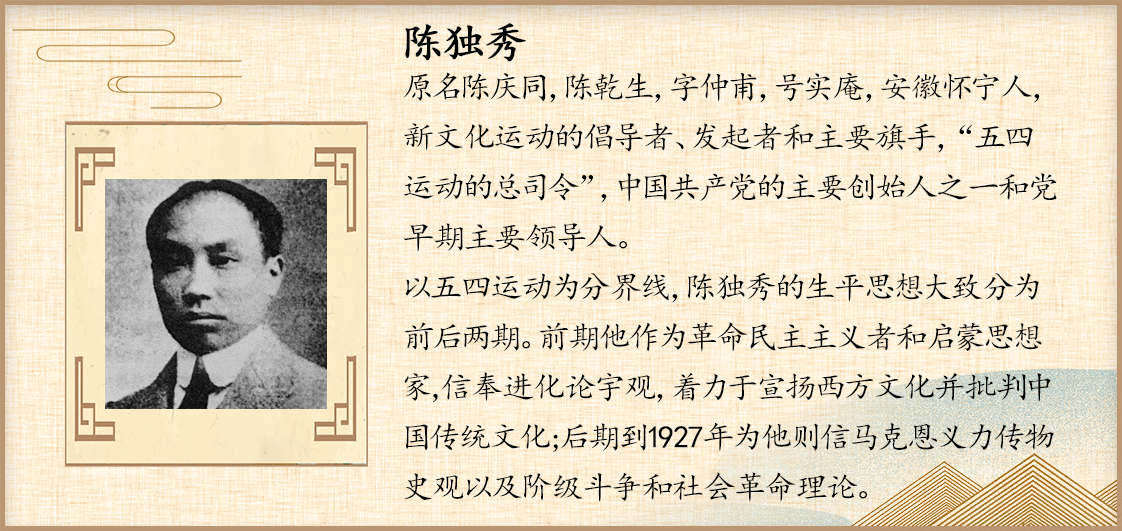 陈独秀
原名陈庆同,陈乾生,字仲甫,号实庵,安徽怀宁人,
新文化运动的倡导者、发起者和主要旗手,“五四
运动的总司令”,中国共产党的主要创始人之一和党
早期主要领导人。
以五四运动为分界线,陈独秀的生平思想大致分为
前后两期。前期他作为革命民主主义者和启蒙思想
家,信奉进化论宇观,着力于宣扬西方文化并批判中
国传统文化;后期到1927年为他则信马克恩义力传物
史观以及阶级斗争和社会革命理论。